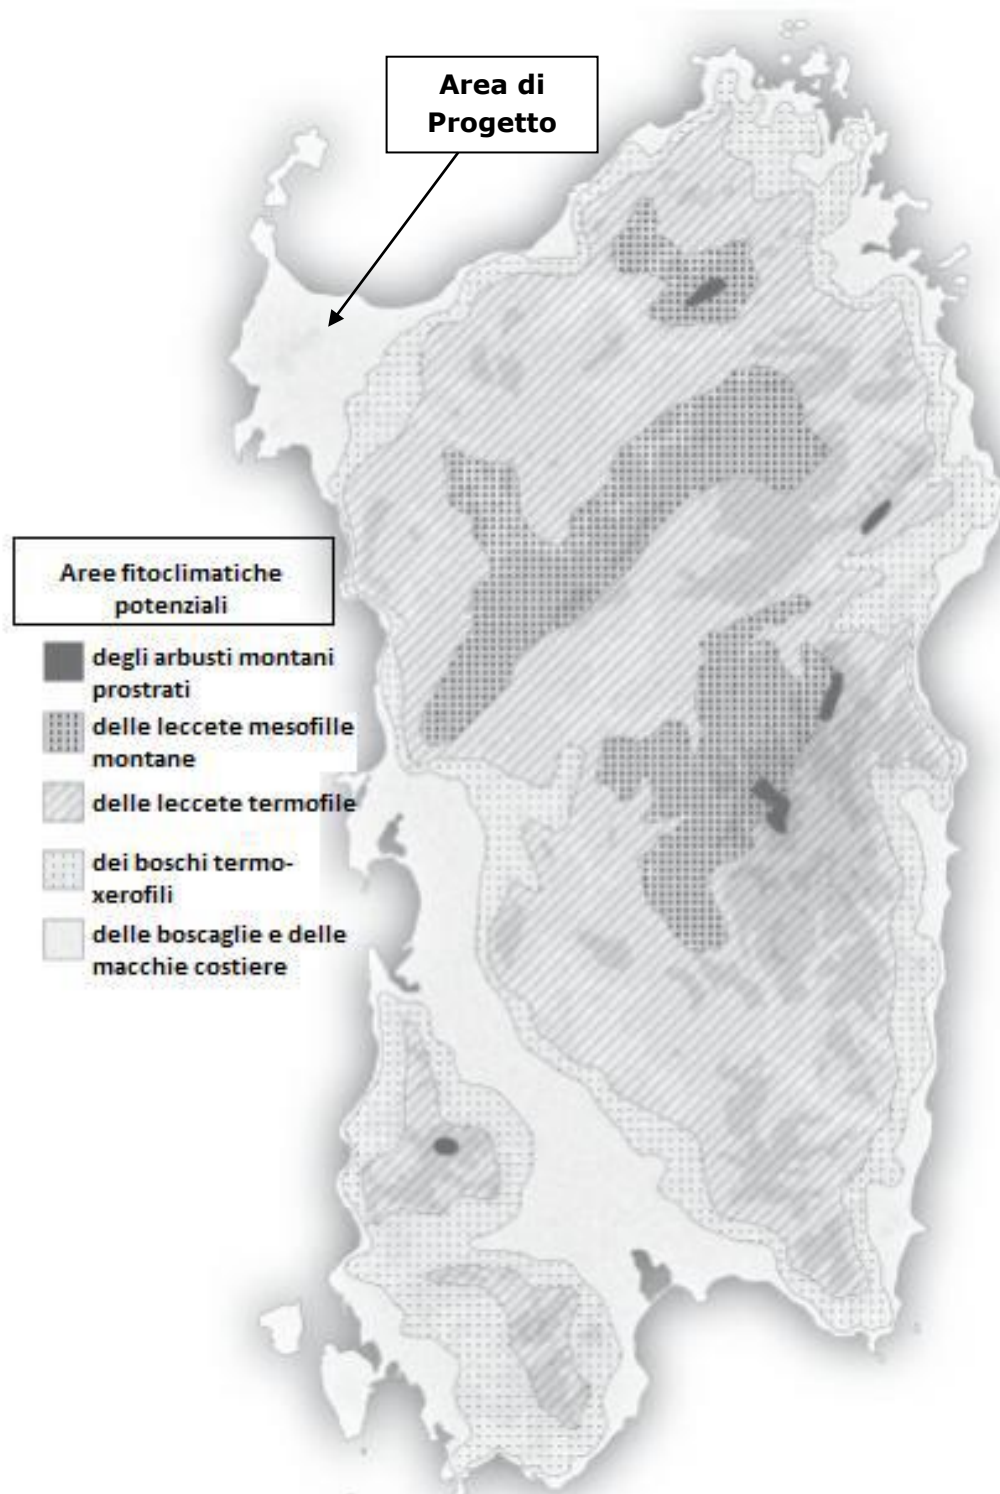 Area di
Progetto
Aree fitoclimatiche
potenziali
degli arbusti montani
prostrati
delle leccete mesofille
montane
delle leccete termofile
dei boschi termo-
xerofili
delle boscaglie e delle
macchie costiere